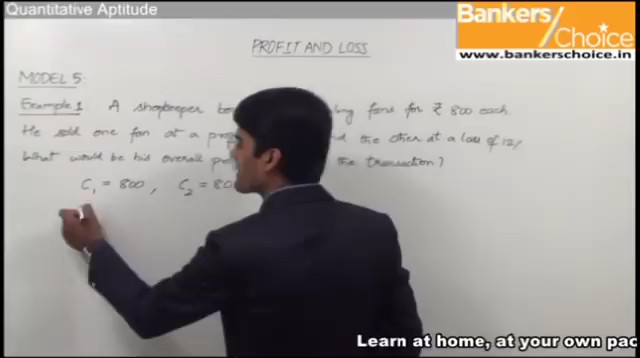 Quantitative Aptitude
Bankers
Choice
www.bankerschoice.in
PROFIT AND LOSS
MODEL 5:
Example 1 A shopkeeper fans for ₹ 800 each.
He sold one fan at a the other at a loss of 12%
What would be his overall the transaction?
C₁ = 800, C₂ = 80
Learn at home, at your own pac